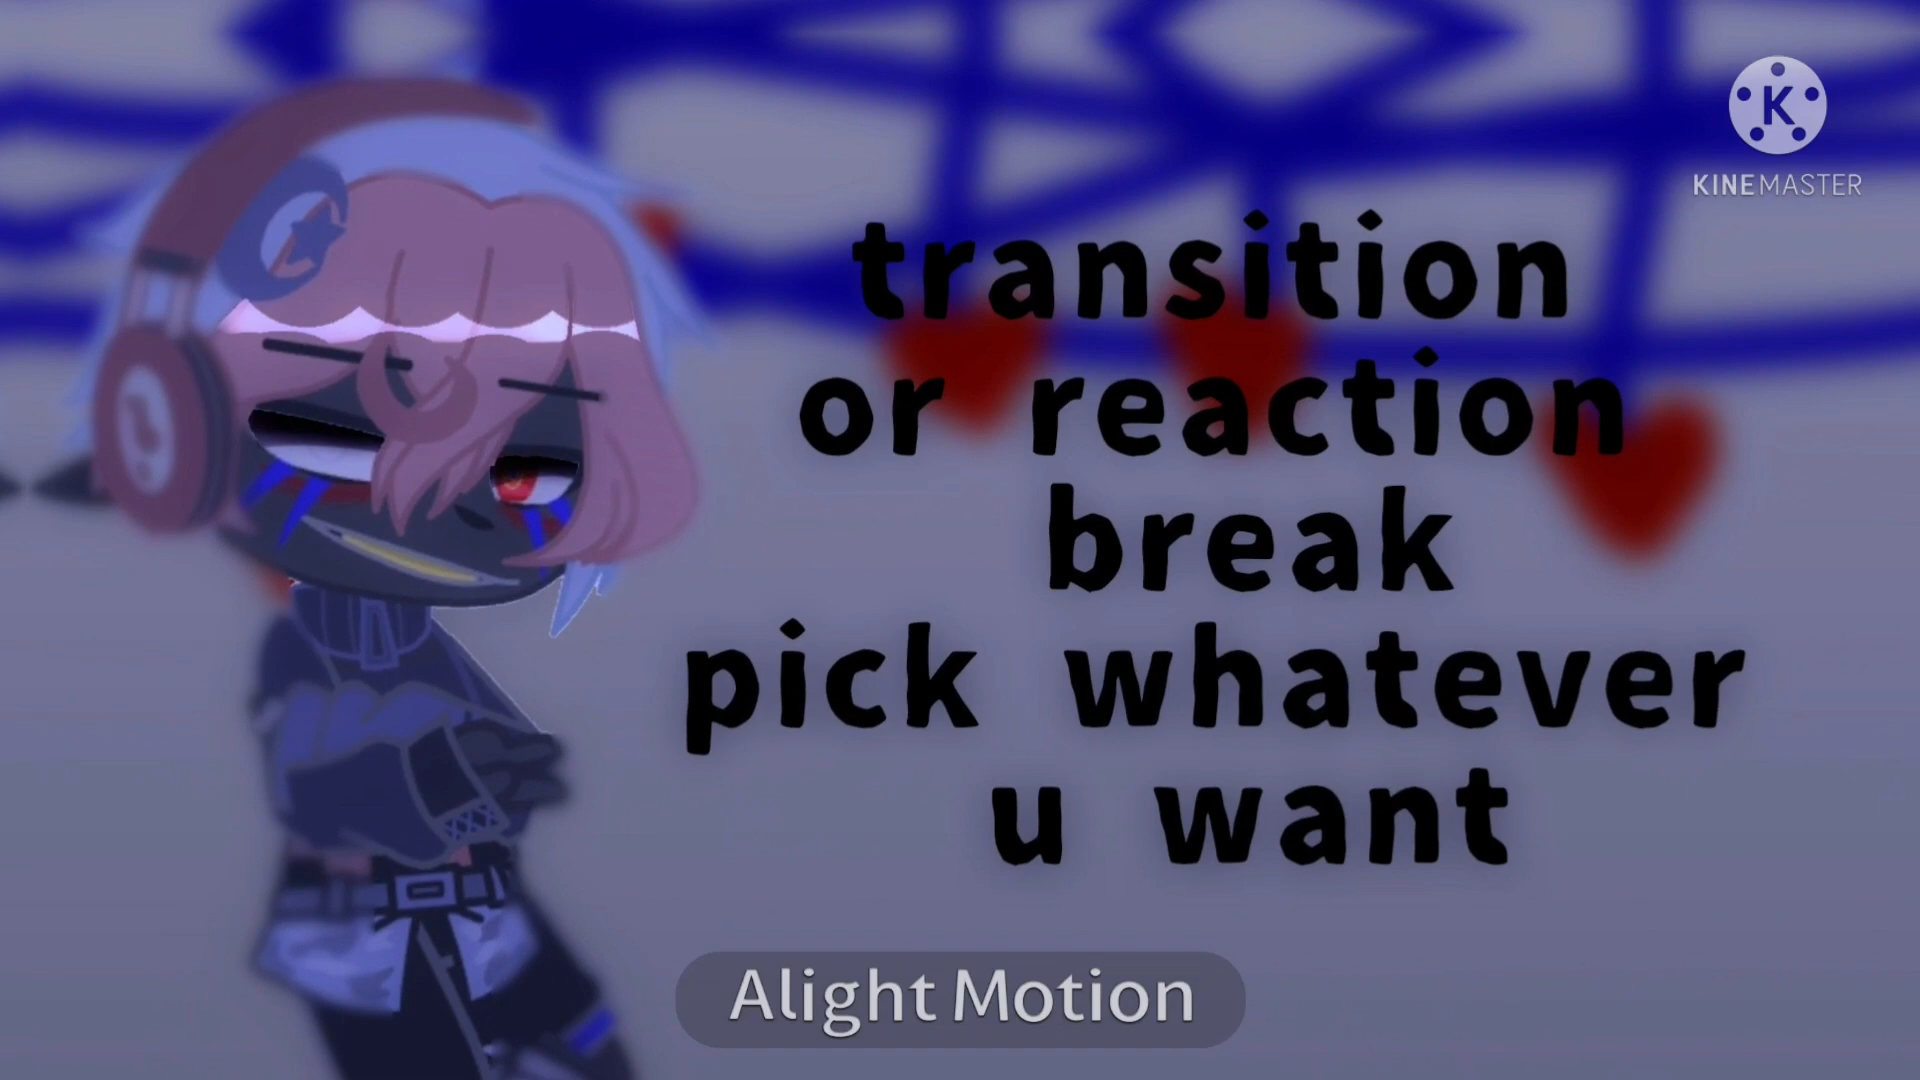 K
KINEMASTER
transition
or reaction
break
pick whatever
u want
Alight Motion